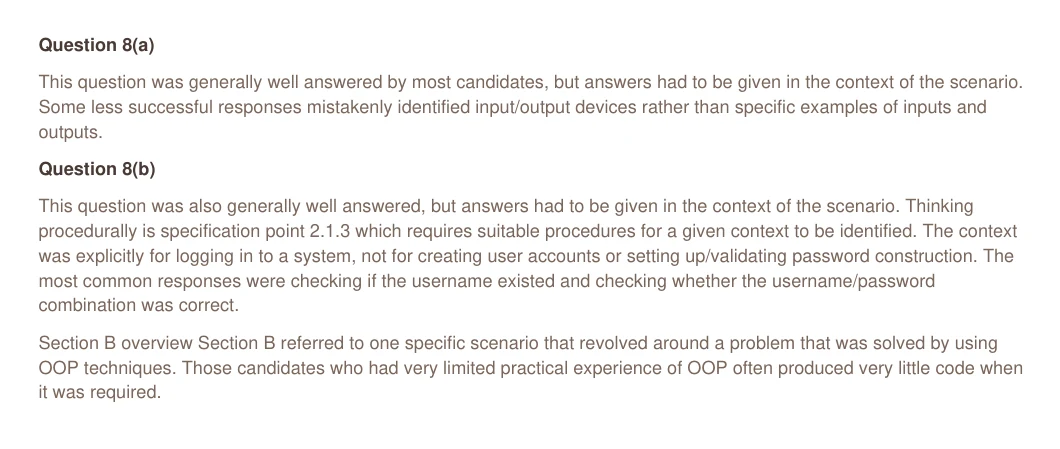 Question 8(a)
This question was generally well answered by most candidates, but answers had to be given in the context of the scenario.
Some less successful responses mistakenly identified input/output devices rather than specific examples of inputs and
outputs.
Question 8(b)
This question was also generally well answered, but answers had to be given in the context of the scenario. Thinking
procedurally is specification point 2.1.3 which requires suitable procedures for a given context to be identified. The context
was explicitly for logging in to a system, not for creating user accounts or setting up/validating password construction. The
most common responses were checking if the username existed and checking whether the username/password
combination was correct.
Section B overview Section B referred to one specific scenario that revolved around a problem that was solved by using
OOP techniques. Those candidates who had very limited practical experience of OOP often produced very little code when
it was required.